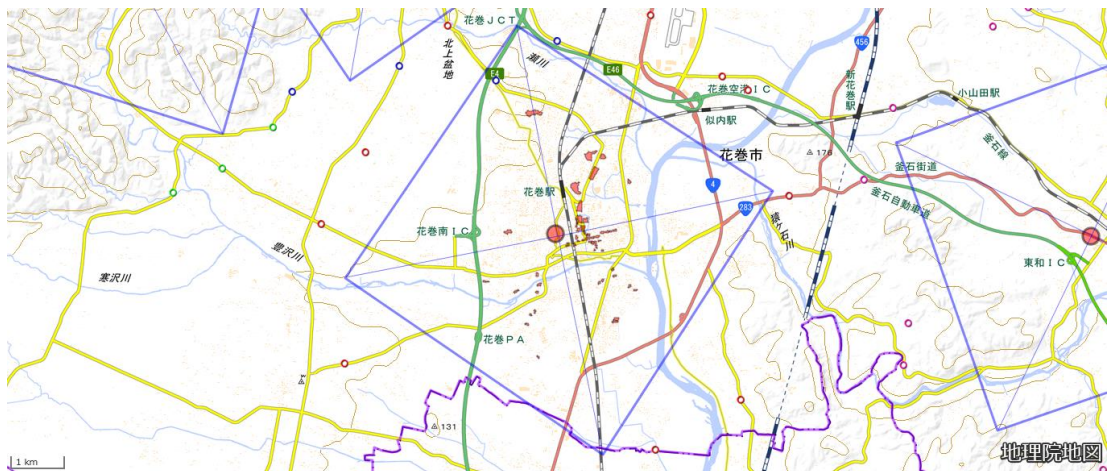 花巻JCT
北上盆地
瀬川
E4
E46
456
花巻空港IC
新花巻駅
小山田駅
似内駅
釜石線
花巻市
176
釜石街道
花巻駅
4
283
釜石自動車道
猿ケ石川
花巻南IC
豊沢川
寒沢川
東和IC
花巻PA
131
1 km
地理院地図